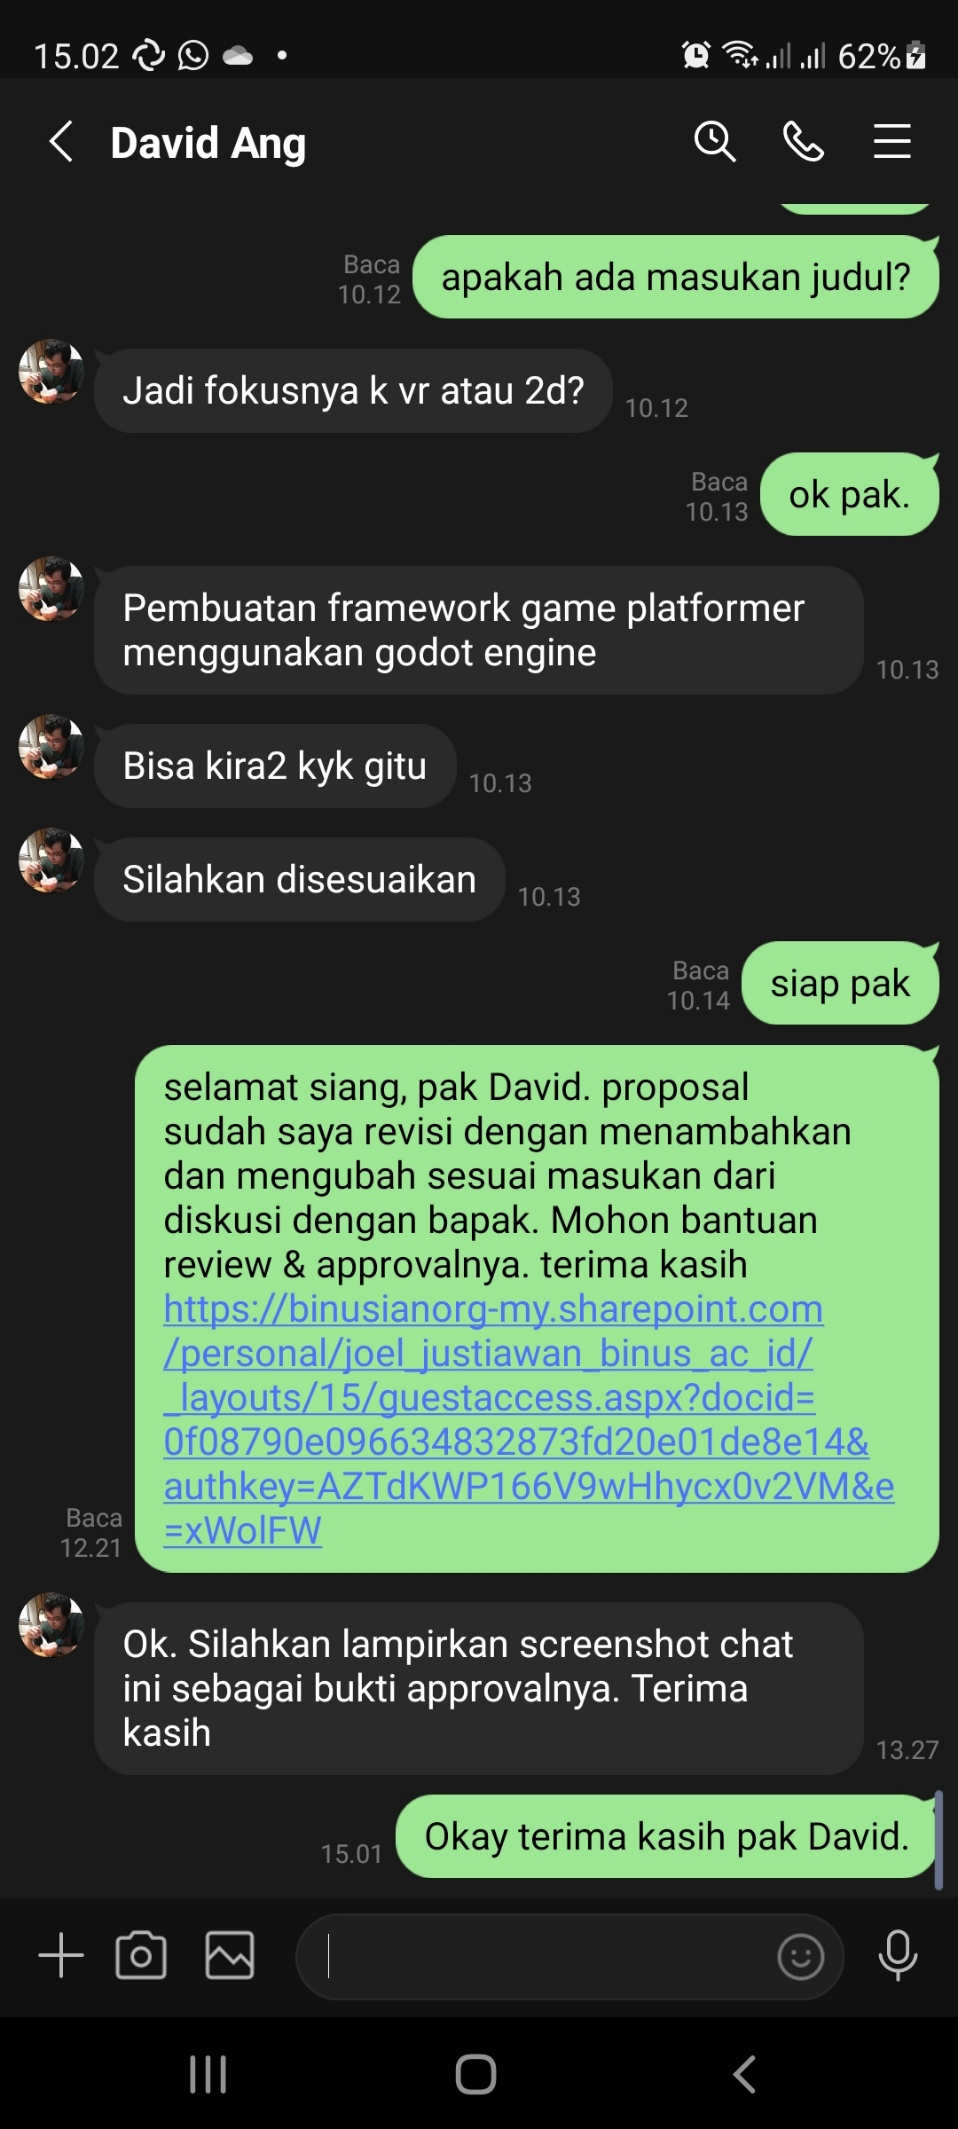 15.02
62%
David Ang
Baca
10.12
apakah ada masukan judul?
Jadi fokusnya k vr atau 2d?
10.12
Baca
10.13
ok pak.
Pembuatan framework game platformer
menggunakan godot engine
10.13
Bisa kira2 kyk gitu
10.13
Silahkan disesuaikan
10.13
Baca
10.14
siap pak
selamat siang, pak David. proposal
sudah saya revisi dengan menambahkan
dan mengubah sesuai masukan dari
diskusi dengan bapak. Mohon bantuan
review & approvalnya. terima kasih
https://binusianorg-my.sharepoint.com
/personal/joel_justiawan_binus_ac_id/
_layouts/15/guestaccess.aspx?docid=
0f08790e096634832873fd20e01de8e14&
authkey=AZTdKWP166V9wHhycx0v2VM&e
=xWolFW
Baca
12.21
Ok. Silahkan lampirkan screenshot chat
ini sebagai bukti approvalnya. Terima
kasih
13.27
15.01
Okay terima kasih pak David.